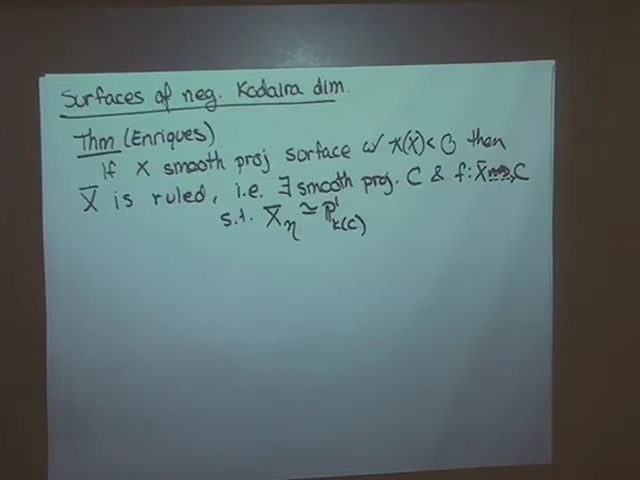 Surfaces of neg. Kodaira dim.
Thm (Enriques)
If X smooth proj surface w/ κ(X)<0 then
X̄ is ruled, i.e. ∃ smooth proj. C & f: X̄ C
s.t. X̄_η ≃ ℙ¹_k(C)